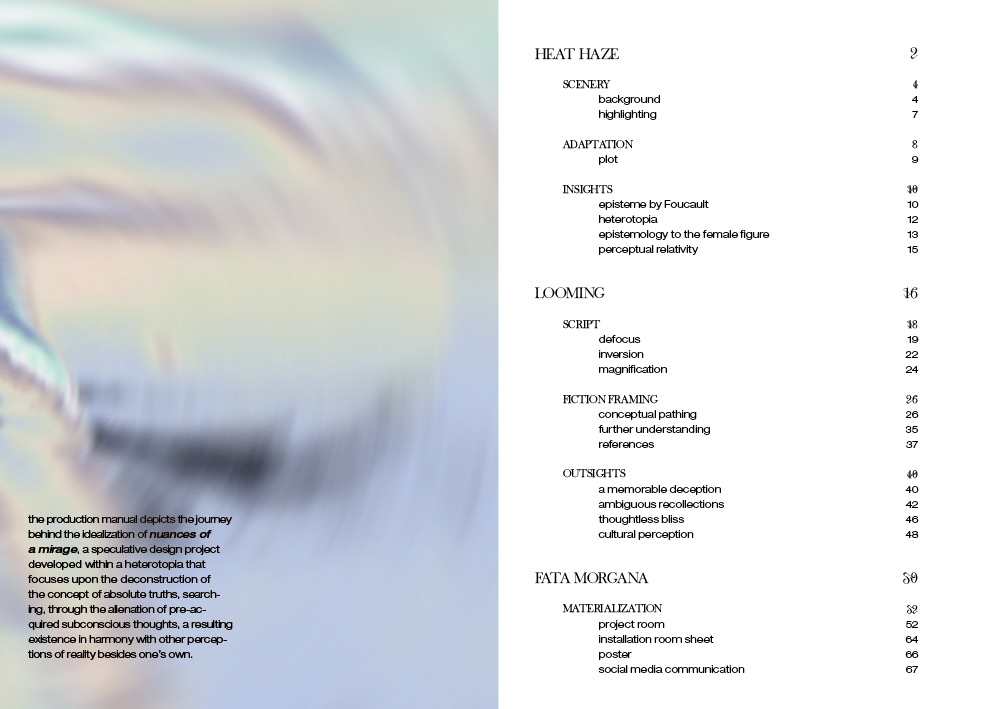 the production manual depicts the journey
behind the idealization of nuances of
a mirage, a speculative design project
developed within a heterotopia that
focuses upon the deconstruction of
the concept of absolute truths, search-
ing, through the alienation of pre-ac-
quired subconscious thoughts, a resulting
existence in harmony with other percep-
tions of reality besides one's own.
HEAT HAZE 2
SCENERY 4
background 4
highlighting 7
ADAPTATION 8
plot 9
INSIGHTS 10
episteme by Foucault 10
heterotopia 12
epistemology to the female figure 13
perceptual relativity 15
LOOMING 16
SCRIPT 18
defocus 19
inversion 22
magnification 24
FICTION FRAMING 26
conceptual pathing 26
further understanding 35
references 37
OUTSIGHTS 40
a memorable deception 40
ambiguous recollections 42
thoughtless bliss 46
cultural perception 48
FATA MORGANA 50
MATERIALIZATION 52
project room 52
installation room sheet 64
poster 66
social media communication 67